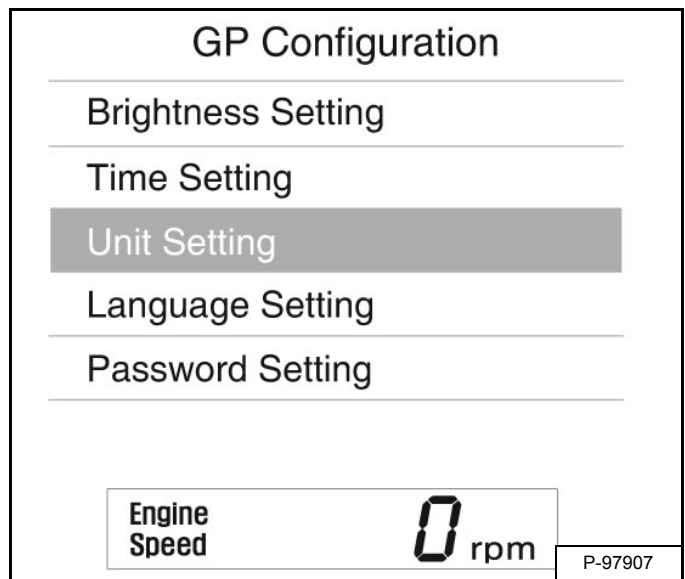 GP Configuration
Brightness Setting
Time Setting
Unit Setting
Language Setting
Password Setting
Engine
Speed
0 rpm
P-97907